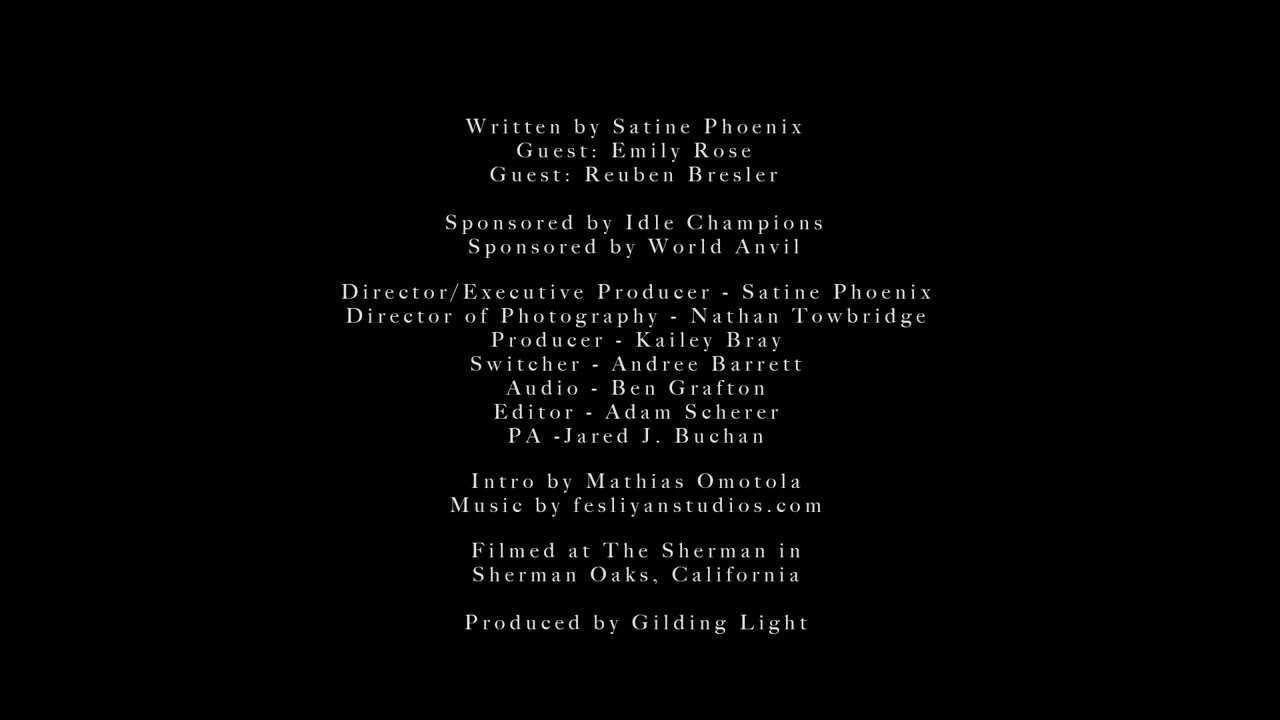 Written by Satine Phoenix
Guest: Emily Rose
Guest: Reuben Bresler
Sponsored by Idle Champions
Sponsored by World Anvil
Director/Executive Producer - Satine Phoenix
Director of Photography - Nathan Towbridge
Producer - Kailey Bray
Switcher - Andree Barrett
Audio - Ben Grafton
Editor - Adam Scherer
PA -Jared J. Buchan
Intro by Mathias Omotola
Music by fesliyanstudios.com
Filmed at The Sherman in
Sherman Oaks, California
Produced by Gilding Light